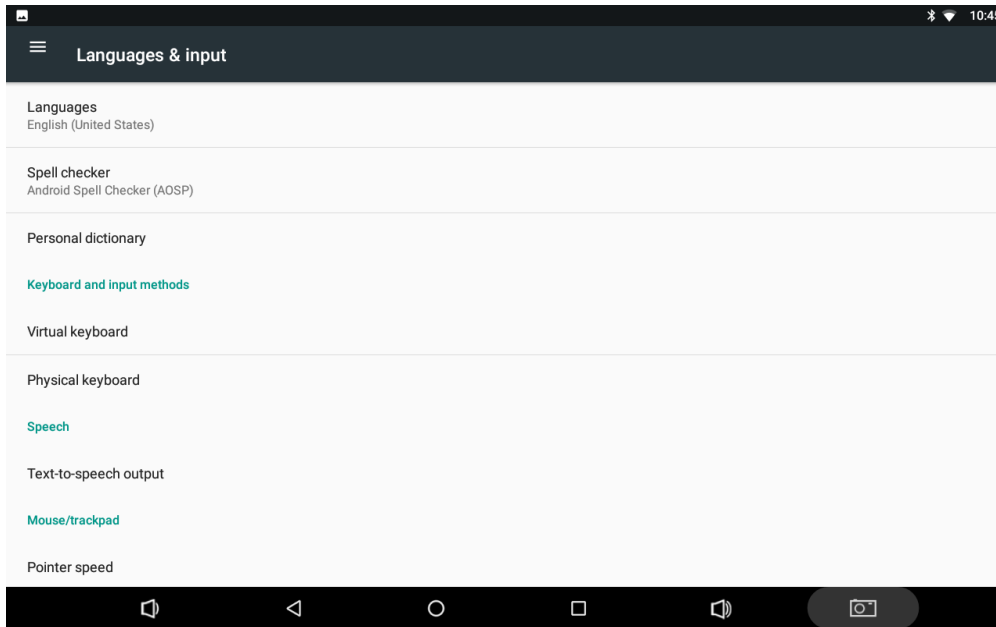 10:45
Languages & input
Languages
English (United States)
Spell checker
Android Spell Checker (AOSP)
Personal dictionary
Keyboard and input methods
Virtual keyboard
Physical keyboard
Speech
Text-to-speech output
Mouse/trackpad
Pointer speed